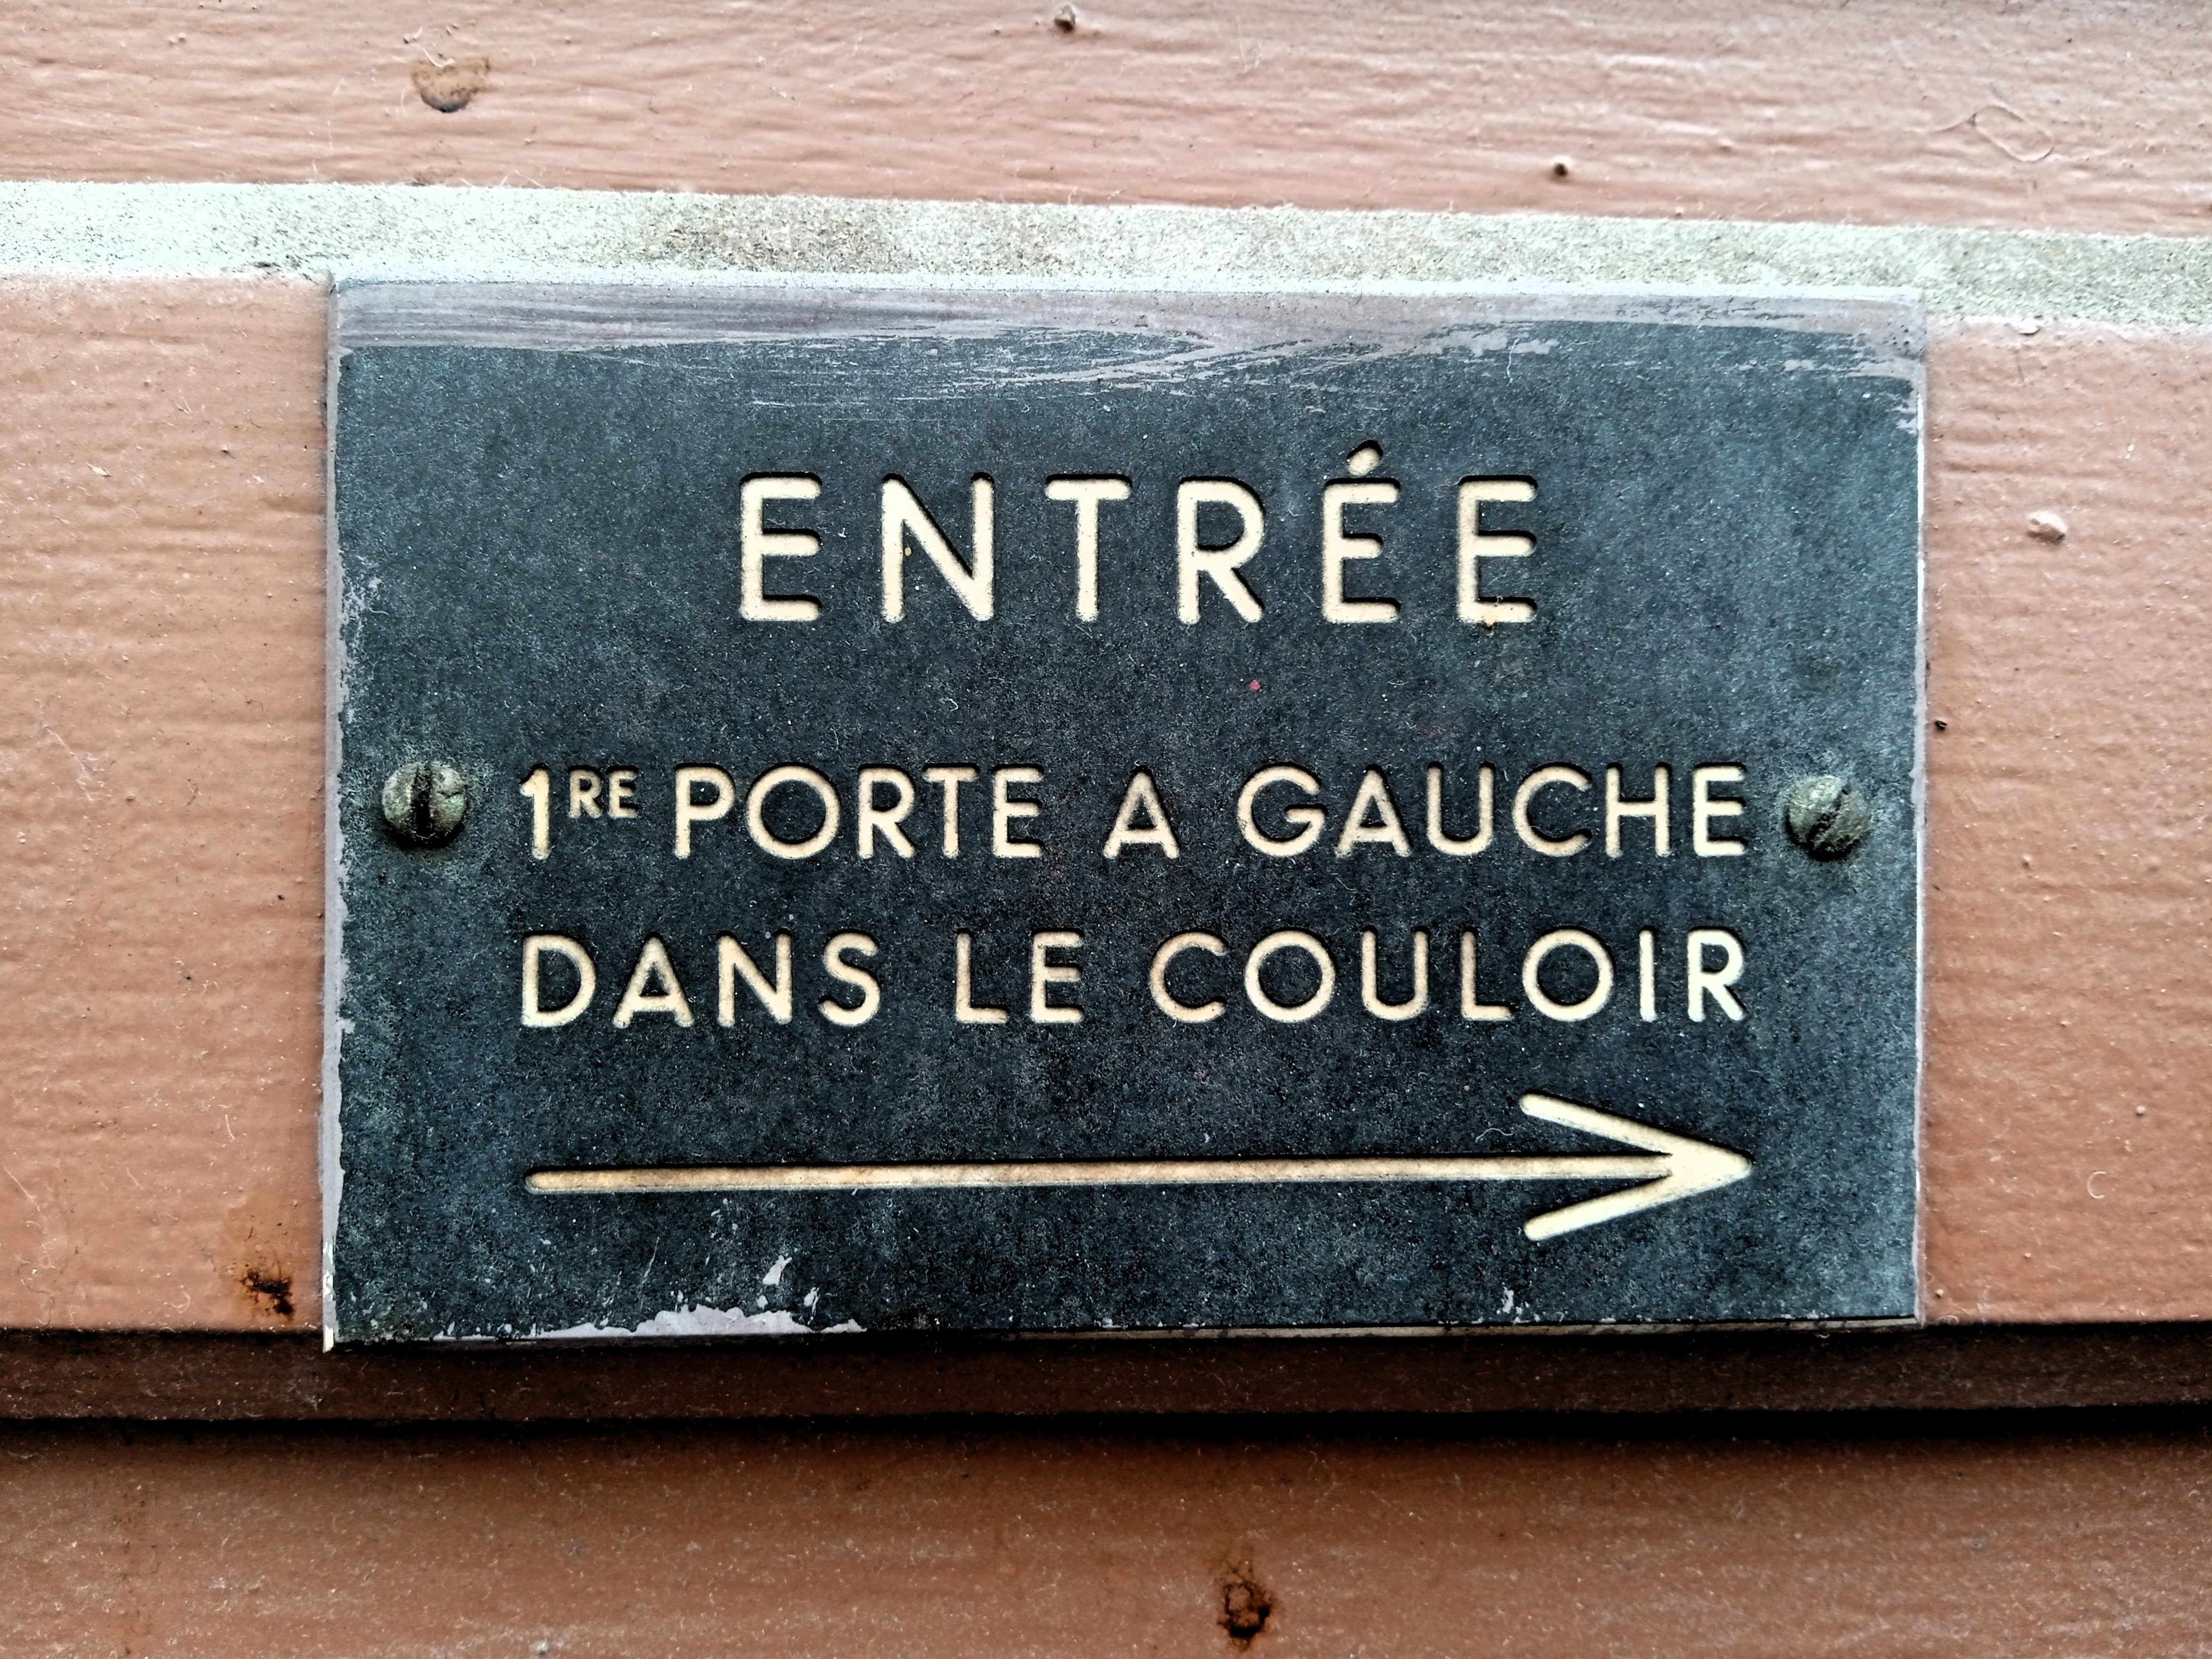 ENTRÉE
1RE PORTE A GAUCHE
DANS LE COULOIR